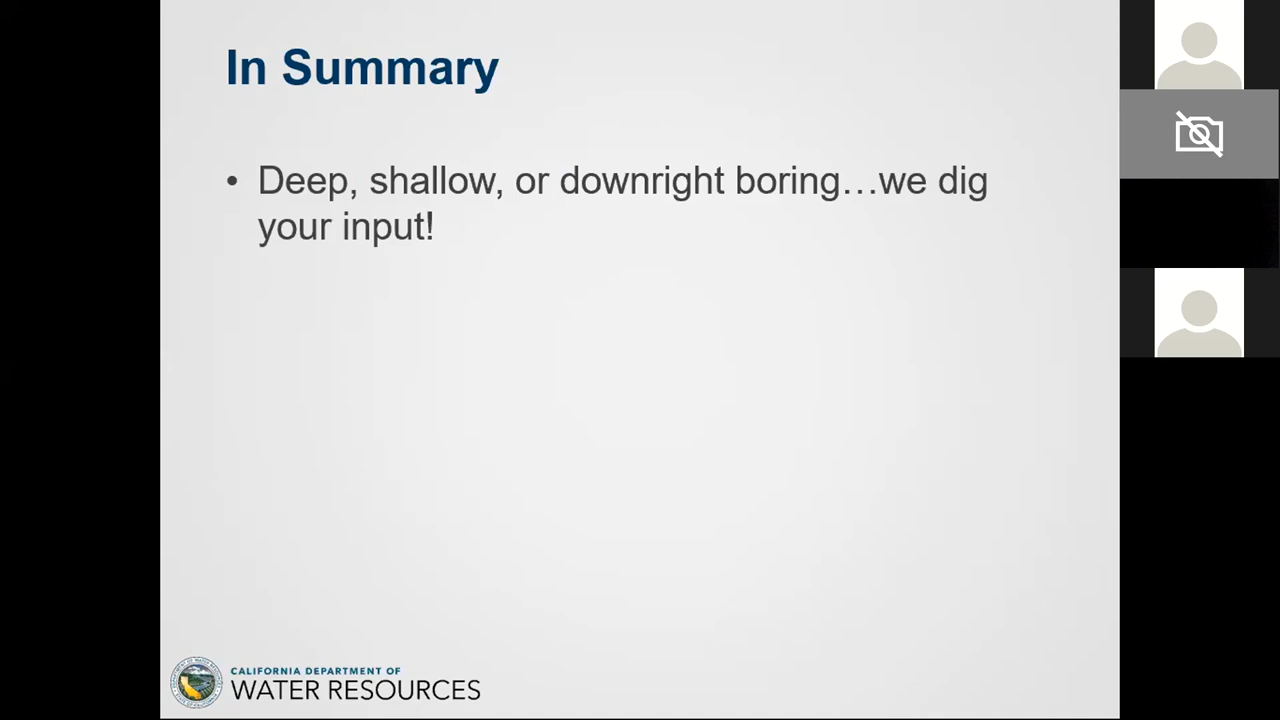 In Summary
• Deep, shallow, or downright boring…we dig
your input!
CALIFORNIA DEPARTMENT OF
WATER RESOURCES